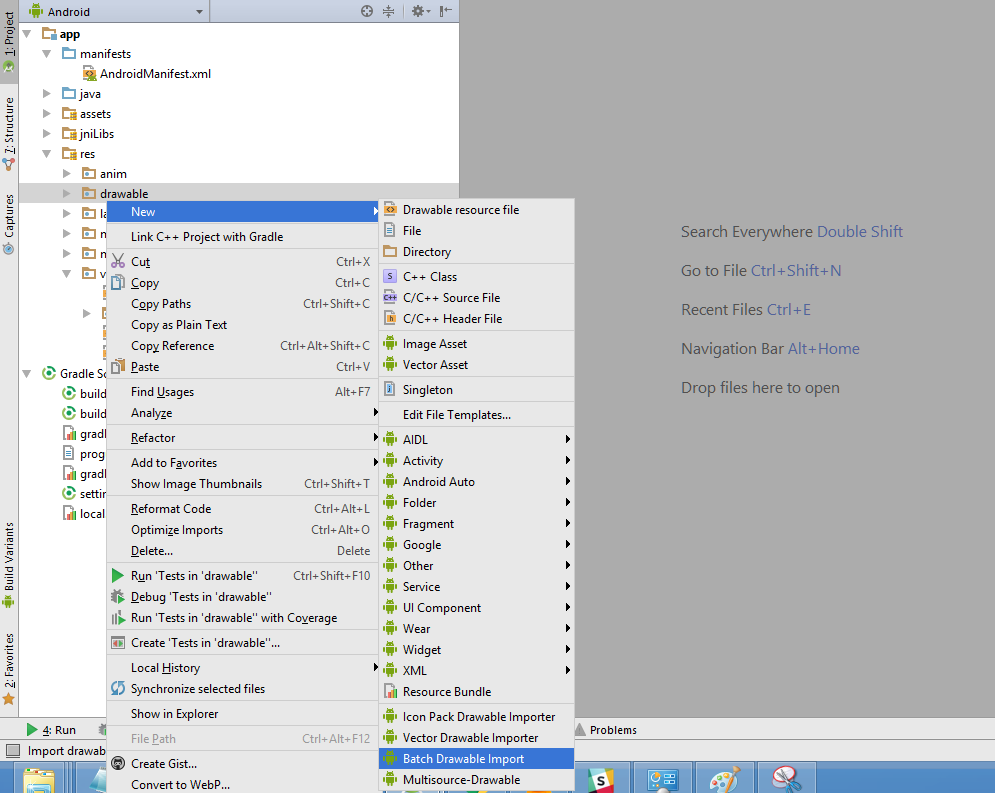 Android
1: Project
app
manifests
AndroidManifest.xml
java
assets
jniLibs
res
anim
drawable
7: Structure
Captures
Gradle Sc
build
build
gradl
prog
gradl
settin
local
Build Variants
2: Favorites
New
Link C++ Project with Gradle
Cut Ctrl+X
Copy Ctrl+C
Copy Paths Ctrl+Shift+C
Copy as Plain Text
Copy Reference Ctrl+Alt+Shift+C
Paste Ctrl+V
Find Usages Alt+F7
Analyze
Refactor
Add to Favorites
Show Image Thumbnails Ctrl+Shift+T
Reformat Code Ctrl+Alt+L
Optimize Imports Ctrl+Alt+O
Delete... Delete
Run 'Tests in 'drawable'' Ctrl+Shift+F10
Debug 'Tests in 'drawable''
Run 'Tests in 'drawable'' with Coverage
Create 'Tests in 'drawable''...
Local History
Synchronize selected files
Show in Explorer
File Path Ctrl+Alt+F12
Create Gist...
Convert to WebP...
Drawable resource file
File
Directory
C++ Class
C/C++ Source File
C/C++ Header File
Image Asset
Vector Asset
Singleton
Edit File Templates...
AIDL
Activity
Android Auto
Folder
Fragment
Google
Other
Service
UI Component
Wear
Widget
XML
Resource Bundle
Icon Pack Drawable Importer
Vector Drawable Importer
Batch Drawable Import
Multisource-Drawable
Search Everywhere Double Shift
Go to File Ctrl+Shift+N
Recent Files Ctrl+E
Navigation Bar Alt+Home
Drop files here to open
4: Run
Problems
Import drawab